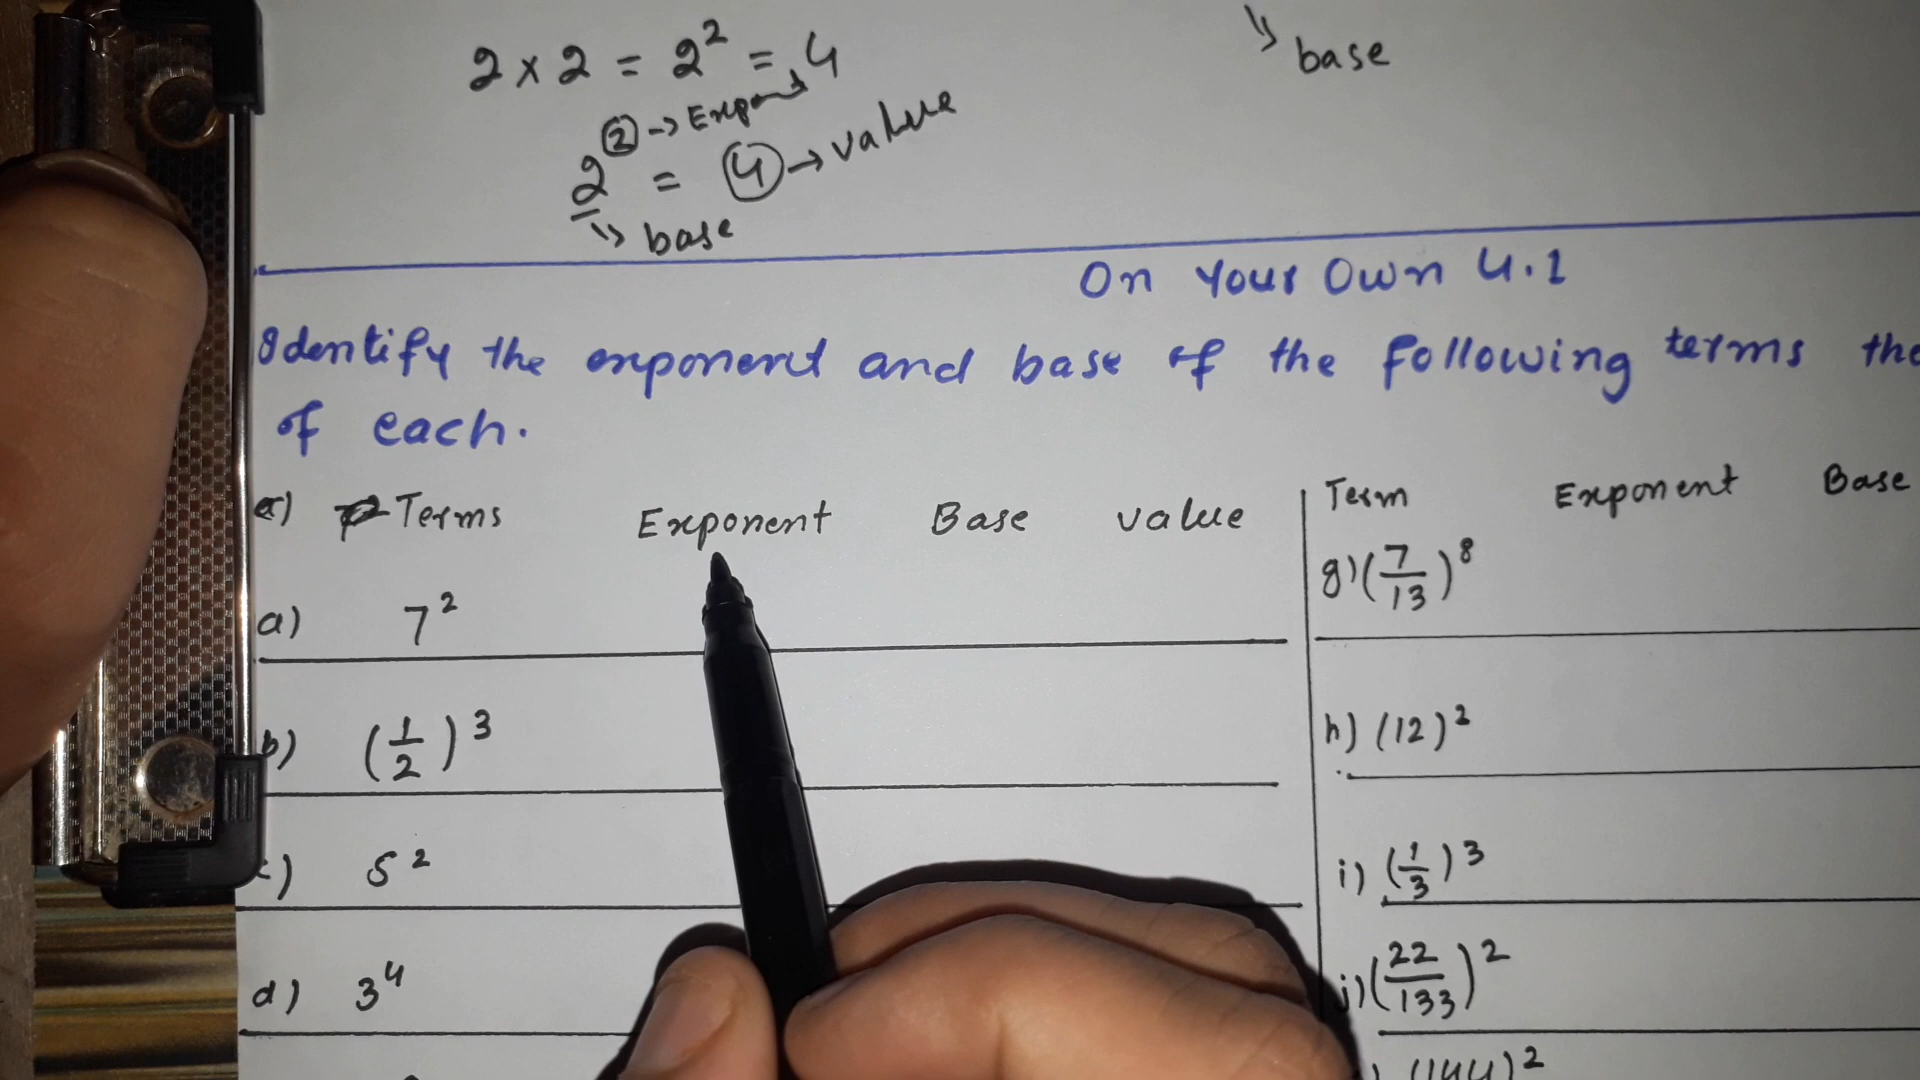 2 × 2 = 2² = 4
base
② → Exponent
2 = ④ → value
base
On Your Own 4.1
Identify the exponent and base of the following terms the
of each.
a) Terms Exponent Base value
a) 7²
b) (1/2)³
c) 5²
d) 3⁴
Term Exponent Base
g) (7/13)⁸
h) (12)²
i) (1/3)³
j) (22/133)²
(144)²